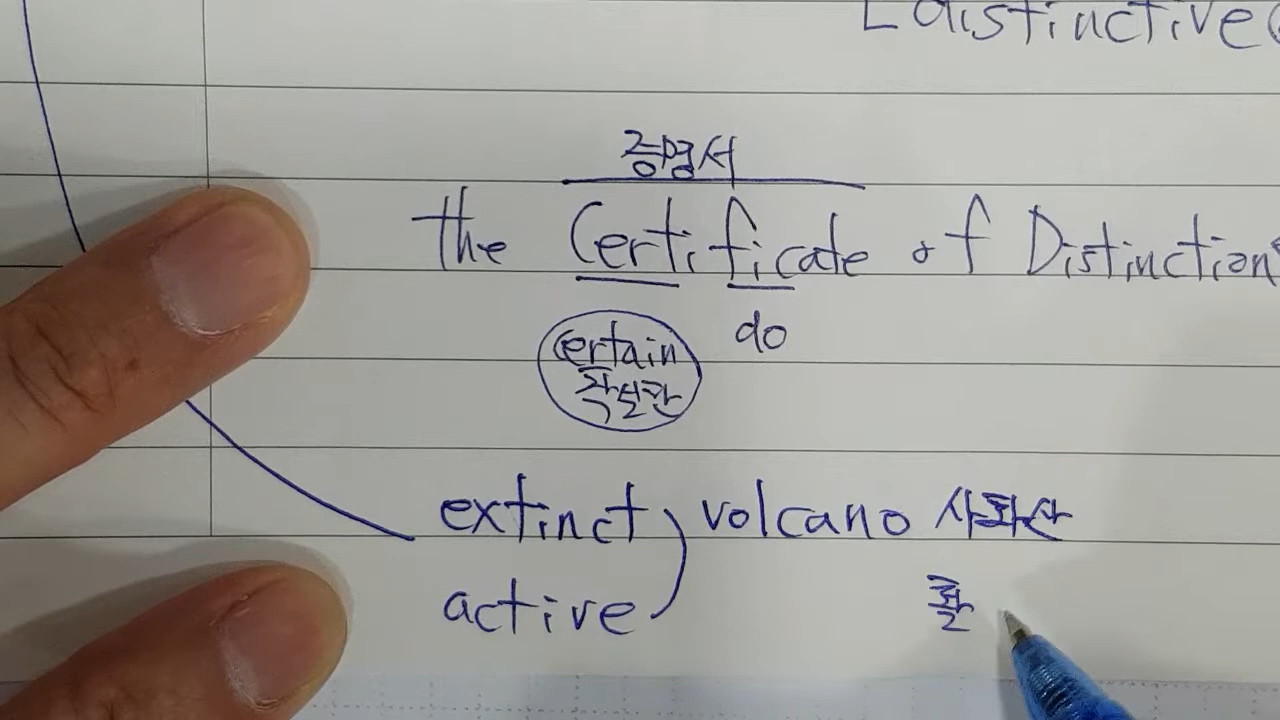 distinctive
증명서
the Certificate of Distinction
do
certain
확실한
extinct volcano 사화산
active 활